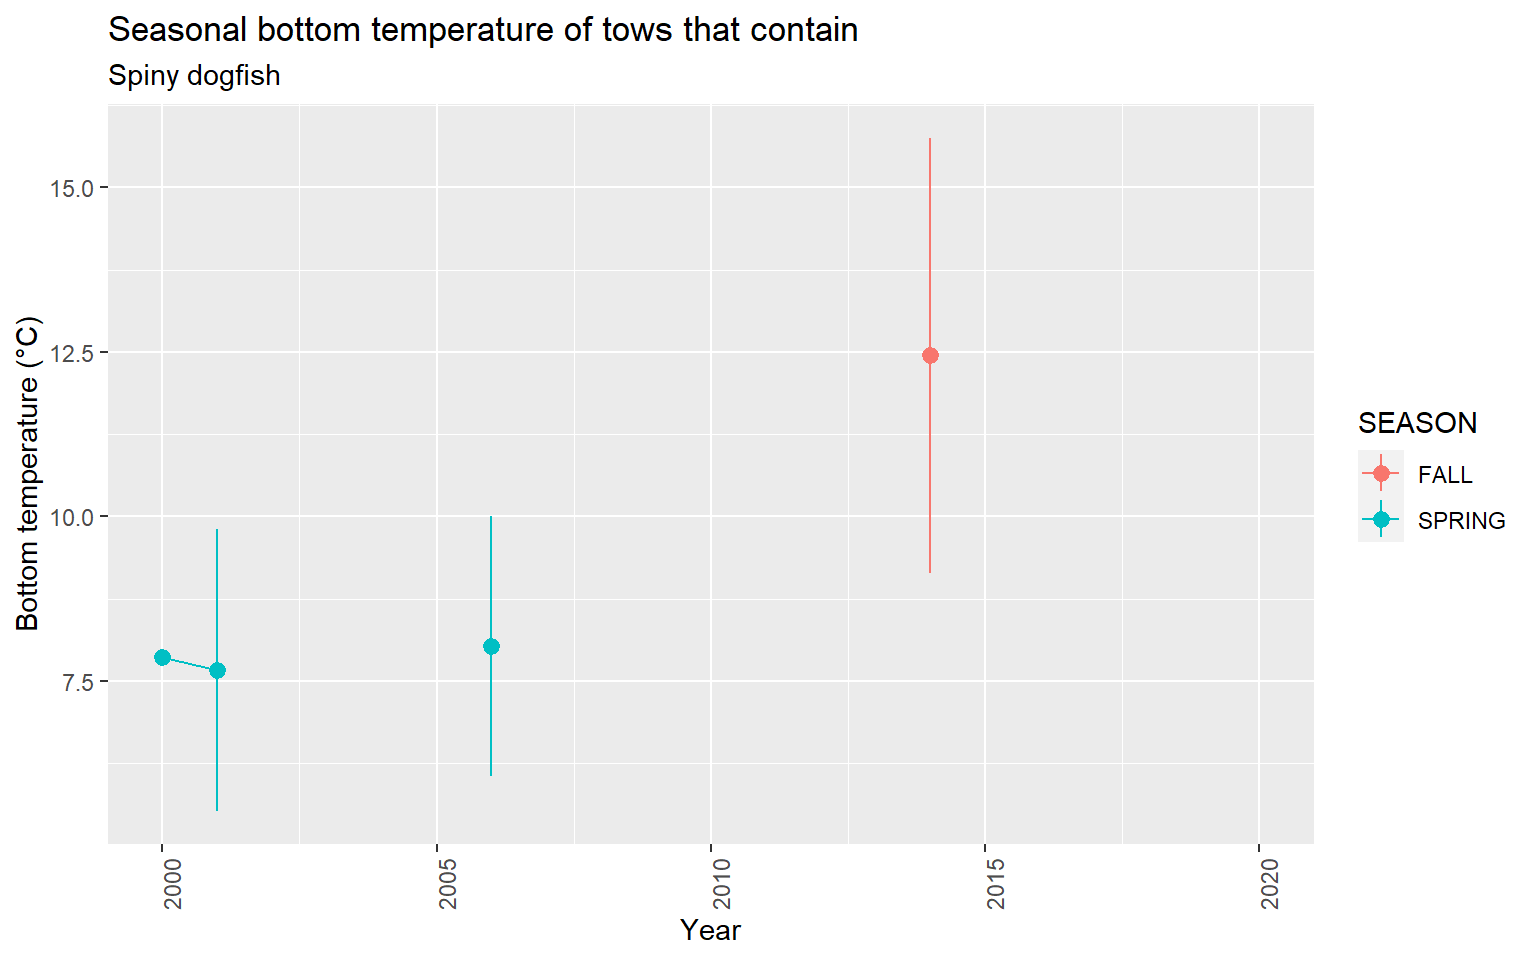 Seasonal bottom temperature of tows that contain
Spiny dogfish
Bottom temperature (°C)
15.0
12.5
10.0
7.5
2000
2005
2010
2015
2020
Year
SEASON
FALL
SPRING